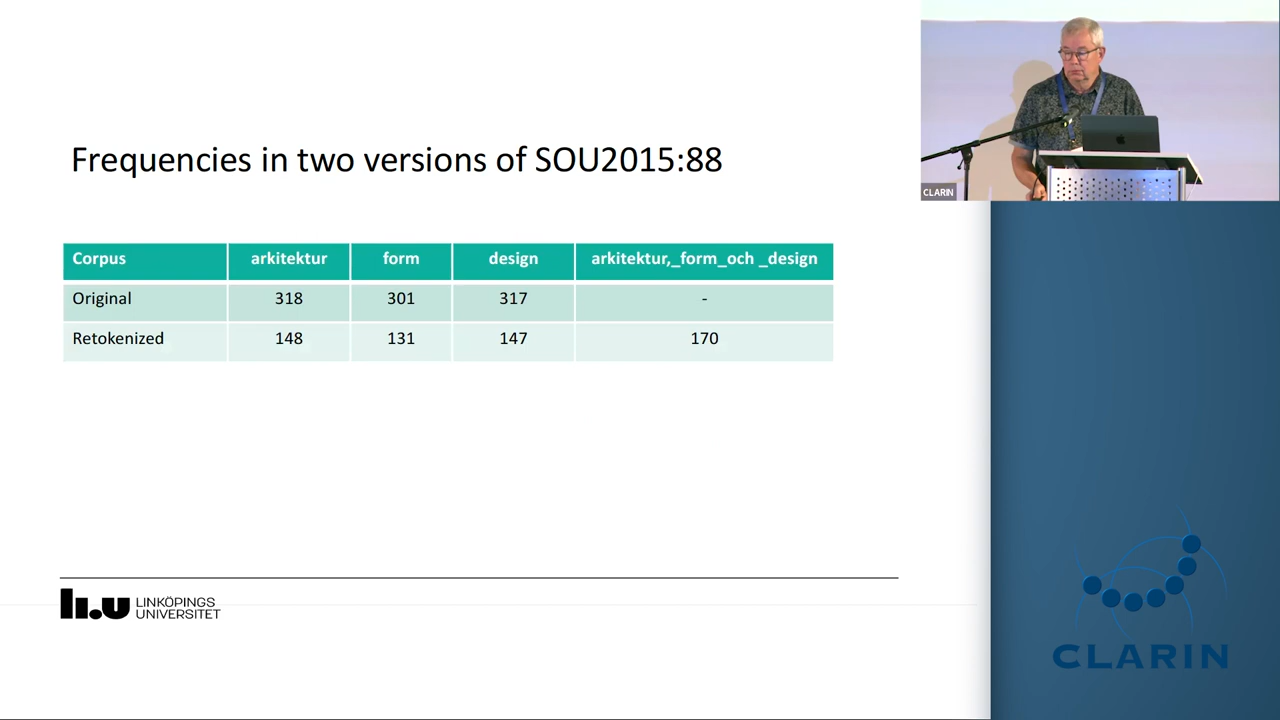 Frequencies in two versions of SOU2015:88
Corpus arkitektur form design arkitektur,_form_och _design
Original 318 301 317 -
Retokenized 148 131 147 170
CLARIN
li.u LINKÖPINGS
UNIVERSITET
CLARIN